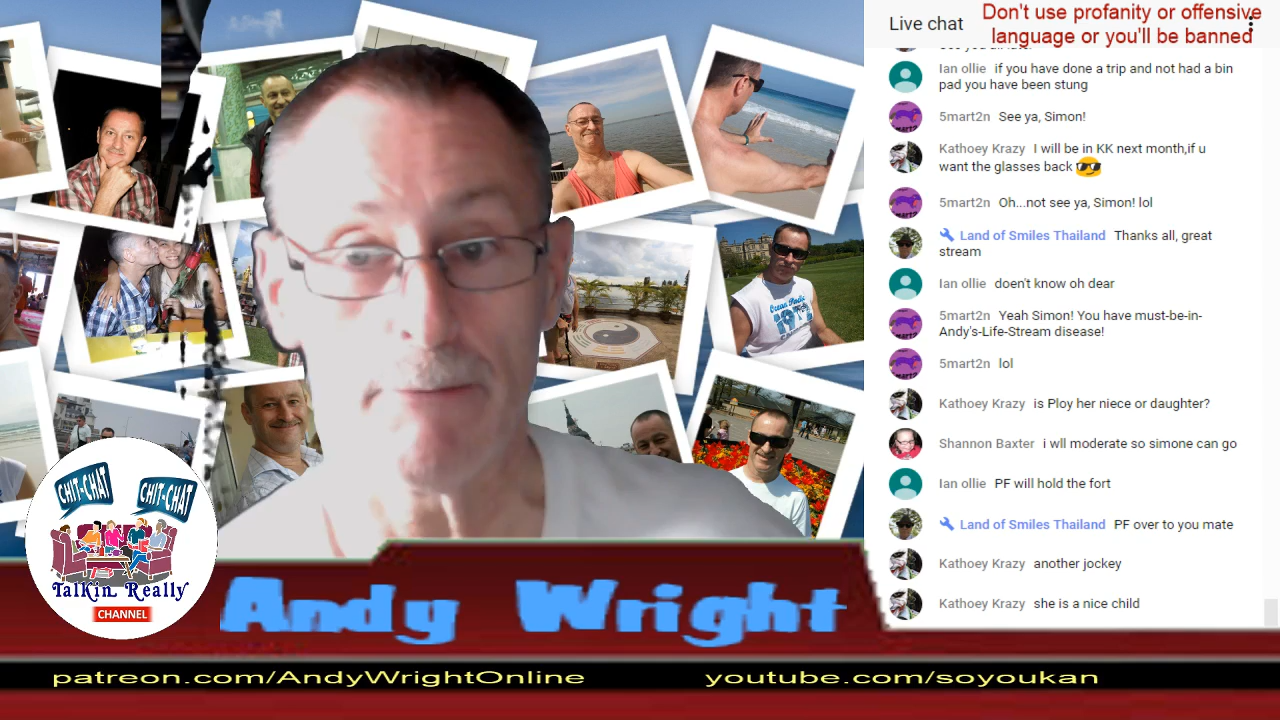 Live chat
Don't use profanity or offensive
language or you'll be banned
Ian ollie if you have done a trip and not had a bin
pad you have been stung
5mart2n See ya, Simon!
Kathoey Krazy I will be in KK next month,if u
want the glasses back
5mart2n Oh...not see ya, Simon! lol
Land of Smiles Thailand Thanks all, great
stream
Ian ollie doen't know oh dear
5mart2n Yeah Simon! You have must-be-in-
Andy's-Life-Stream disease!
5mart2n lol
Kathoey Krazy is Ploy her niece or daughter?
Shannon Baxter i wll moderate so simone can go
Ian ollie PF will hold the fort
Land of Smiles Thailand PF over to you mate
Kathoey Krazy another jockey
Kathoey Krazy she is a nice child
CHIT-CHAT
CHIT-CHAT
Talkin Really
CHANNEL
Andy Wright
patreon.com/AndyWrightOnline
youtube.com/soyoukan